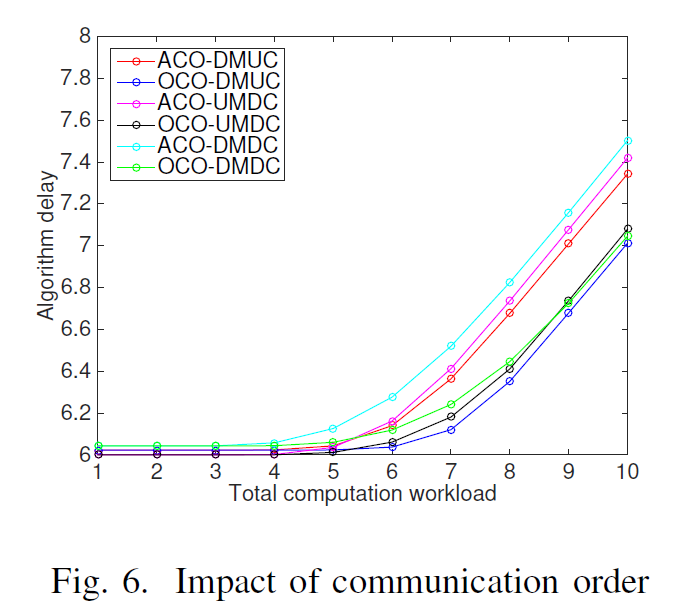 8
7.8
7.6
7.4
7.2
7
6.8
6.6
6.4
6.2
6
Algorithm delay
ACO-DMUC
OCO-DMUC
ACO-UMDC
OCO-UMDC
ACO-DMDC
OCO-DMDC
1 2 3 4 5 6 7 8 9 10
Total computation workload
Fig. 6. Impact of communication order